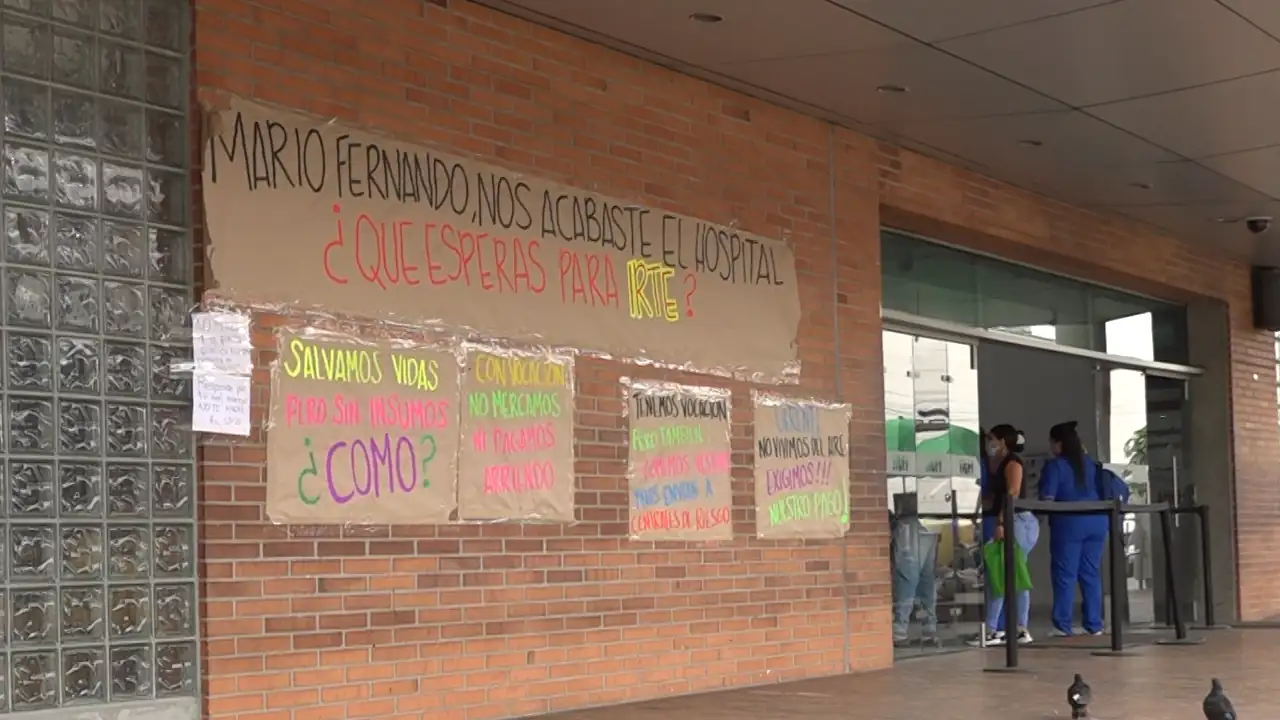 MARIO FERNANDO, NOS ACABASTE EL HOSPITAL
¿QUE ESPERAS PARA IRTE?
SALVAMOS VIDAS
PERO SIN INSUMOS
¿COMO?
CON VOCACION
NO MERCAMOS
NI PAGAMOS
ARRIENDO
TENEMOS VOCACION
PERO TAMBIEN
TENEMOS
NOS ENVIAN A
CENTRALES DE RIESGO
NO VIVIMOS DEL AIRE
EXIGIMOS!!!
NUESTRO PAGO!